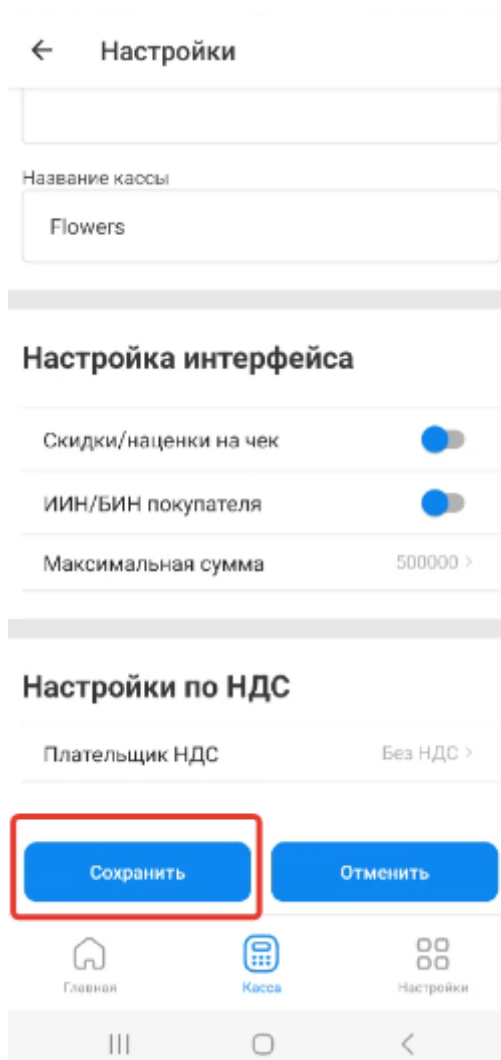 Настройки
Название кассы
Flowers
Настройка интерфейса
Скидки/наценки на чек
ИИН/БИН покупателя
Максимальная сумма 500000
Настройки по НДС
Плательщик НДС Без НДС
Сохранить Отменить
Главная Касса Настройки